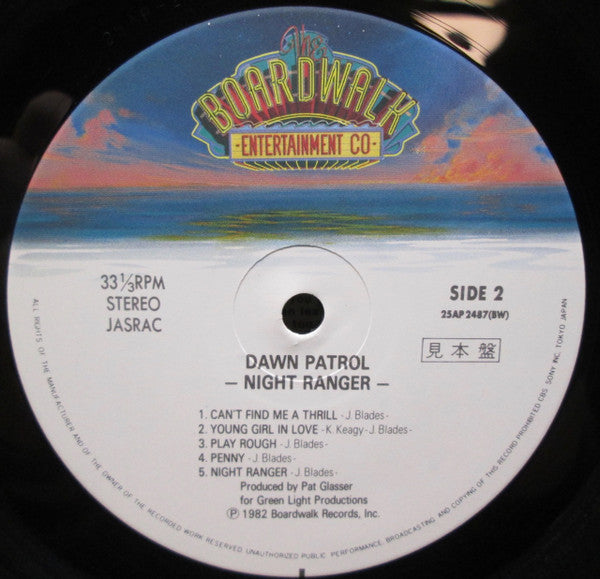 The
BOARDWALK
-ENTERTAINMENT CO-
33 1/3 RPM
STEREO
JASRAC
SIDE 2
25AP 2487(BW)
見本盤
DAWN PATROL
— NIGHT RANGER —
1. CAN'T FIND ME A THRILL - J. Blades -
2. YOUNG GIRL IN LOVE - K. Keagy - J. Blades -
3. PLAY ROUGH - J. Blades -
4. PENNY - J. Blades -
5. NIGHT RANGER - J. Blades -
Produced by Pat Glasser
for Green Light Productions
Ⓟ 1982 Boardwalk Records, Inc.
ALL RIGHTS OF THE MANUFACTURER AND OF THE OWNER OF THE RECORDED WORK RESERVED UNAUTHORIZED PUBLIC PERFORMANCE, BROADCASTING AND COPYING OF THIS RECORD PROHIBITED CBS SONY INC. TOKYO JAPAN